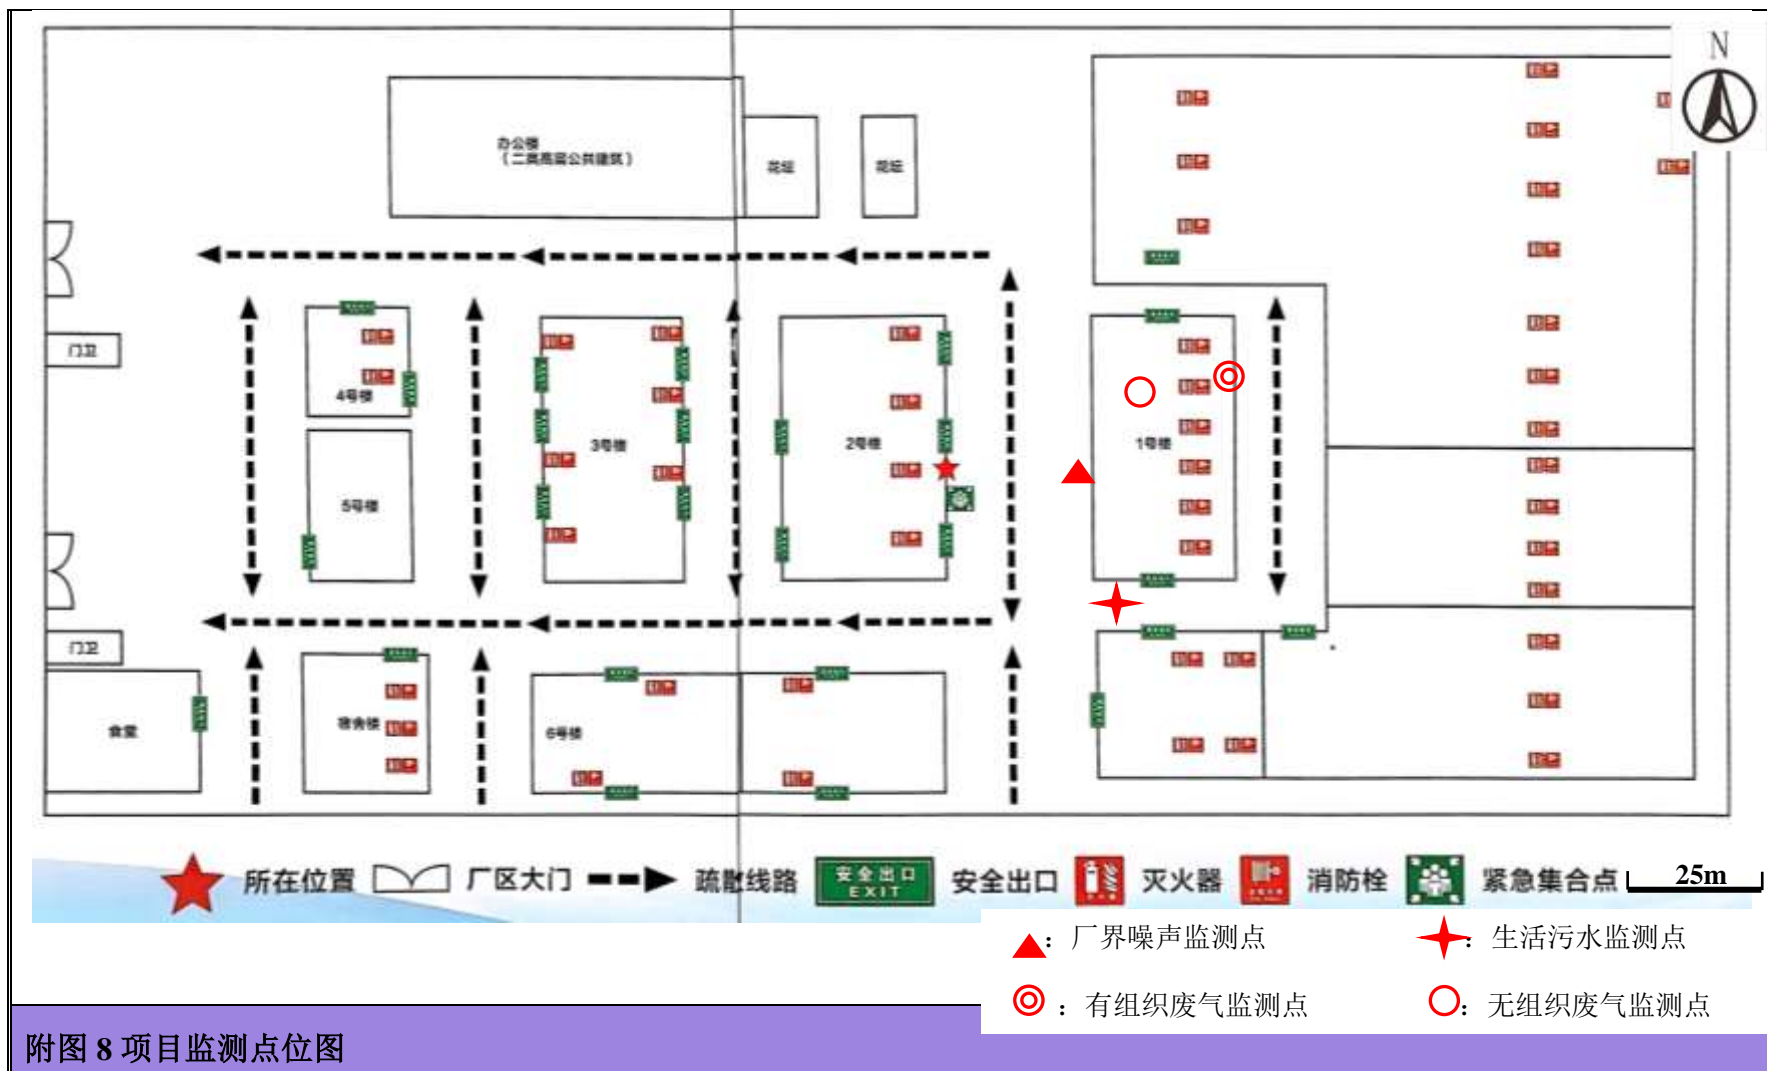 N
办公楼
（二类高层公共建筑）
花坛
花坛
门卫
4号楼
3号楼
2号楼
1号楼
5号楼
门卫
食堂
宿舍楼
6号楼
所在位置
厂区大门
疏散线路
安全出口
EXIT
安全出口
灭火器
消防栓
紧急集合点
25m
：厂界噪声监测点
：生活污水监测点
：有组织废气监测点
：无组织废气监测点
附图 8 项目监测点位图